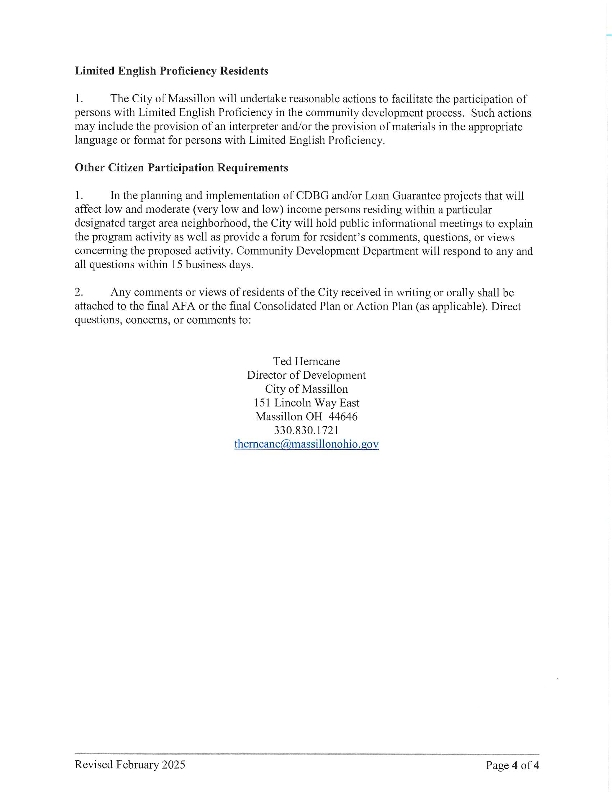 Limited English Proficiency Residents
1. The City of Massillon will undertake reasonable actions to facilitate the participation of
persons with Limited English Proficiency in the community development process. Such actions
may include the provision of an interpreter and/or the provision of materials in the appropriate
language or format for persons with Limited English Proficiency.
Other Citizen Participation Requirements
1. In the planning and implementation of CDBG and/or Loan Guarantee projects that will
affect low and moderate (very low and low) income persons residing within a particular
designated target area neighborhood, the City will hold public informational meetings to explain
the program activity as well as provide a forum for resident's comments, questions, or views
concerning the proposed activity. Community Development Department will respond to any and
all questions within 15 business days.
2. Any comments or views of residents of the City received in writing or orally shall be
attached to the final AFA or the final Consolidated Plan or Action Plan (as applicable). Direct
questions, concerns, or comments to:
Ted Herncane
Director of Development
City of Massillon
151 Lincoln Way East
Massillon OH 44646
330.830.1721
therncane@massillonohio.gov
Revised February 2025
Page 4 of 4